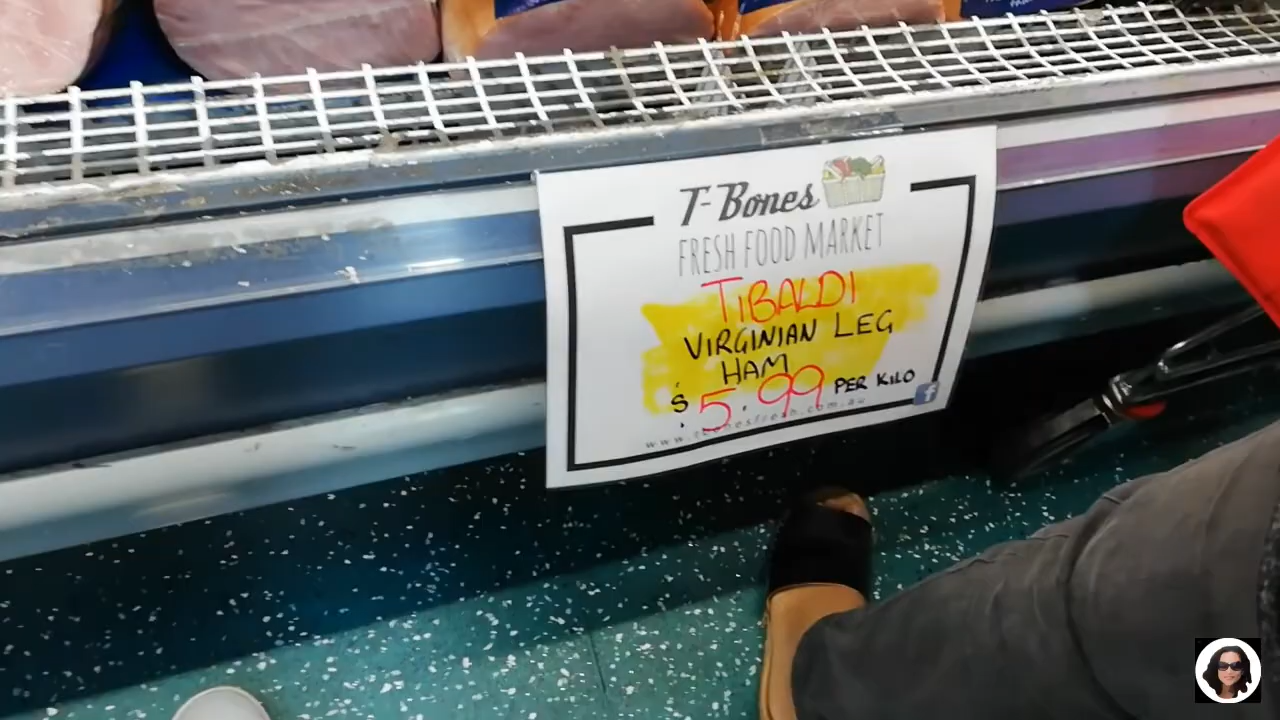 T-Bones
FRESH FOOD MARKET
TIBALDI
VIRGINIAN LEG
HAM
$5.99 PER KILO
www.tbonesfresh.com.au
f